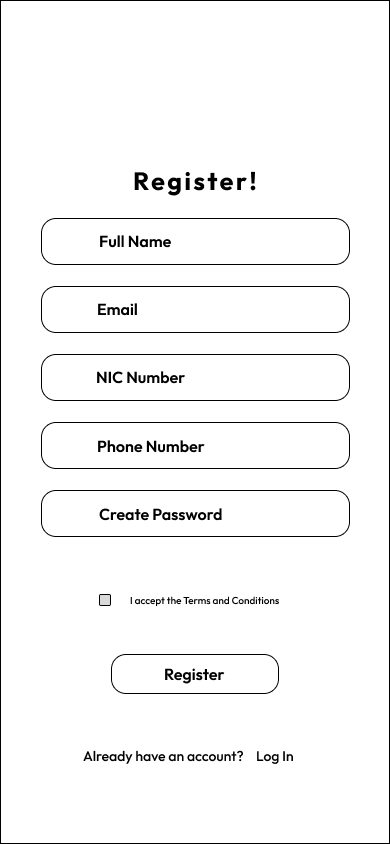 Register!
Full Name
Email
NIC Number
Phone Number
Create Password
I accept the Terms and Conditions
Register
Already have an account? Log In